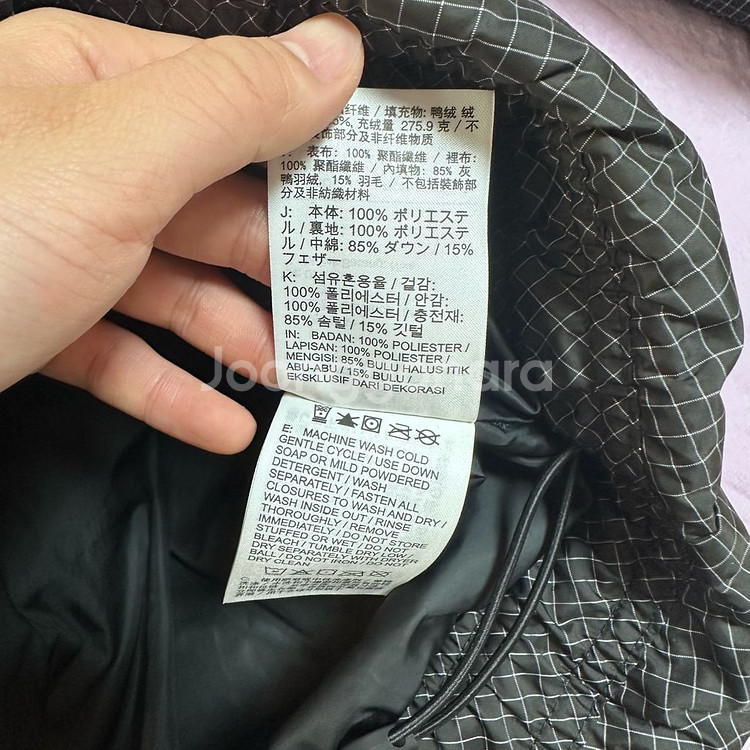 纤维 / 填充物: 鸭绒 绒
充绒量 275.9 克 / 不
饰部分及非纤维物质
表布: 100% 聚酯纖維 / 裡布:
100% 聚酯纖維 / 內填物: 85% 灰
鴨羽絨, 15% 羽毛 / 不包括裝飾部
分及非紡織材料
J: 本体: 100% ポリエステ
ル / 裏地: 100% ポリエステ
ル / 中綿: 85% ダウン / 15%
フェザー
K: 섬유혼용율 / 겉감:
100% 폴리에스터 / 안감:
100% 폴리에스터 / 충전재:
85% 솜털 / 15% 깃털
IN: BADAN: 100% POLIESTER /
LAPISAN: 100% POLIESTER /
MENGISI: 85% BULU HALUS ITIK
ABU-ABU / 15% BULU /
EKSKLUSIF DARI DEKORASI
E: MACHINE WASH COLD
GENTLE CYCLE / USE DOWN
SOAP OR MILD POWDERED
DETERGENT / WASH
SEPARATELY / FASTEN ALL
CLOSURES TO WASH AND DRY /
WASH INSIDE OUT / RINSE
THOROUGHLY / REMOVE
IMMEDIATELY / DO NOT STORE
STUFFED OR WET / DO NOT
BLEACH / TUMBLE DRY LOW /
DRY SEPARATELY WITH DRYER
BALL / DO NOT IRON / DO NOT
DRY CLEAN